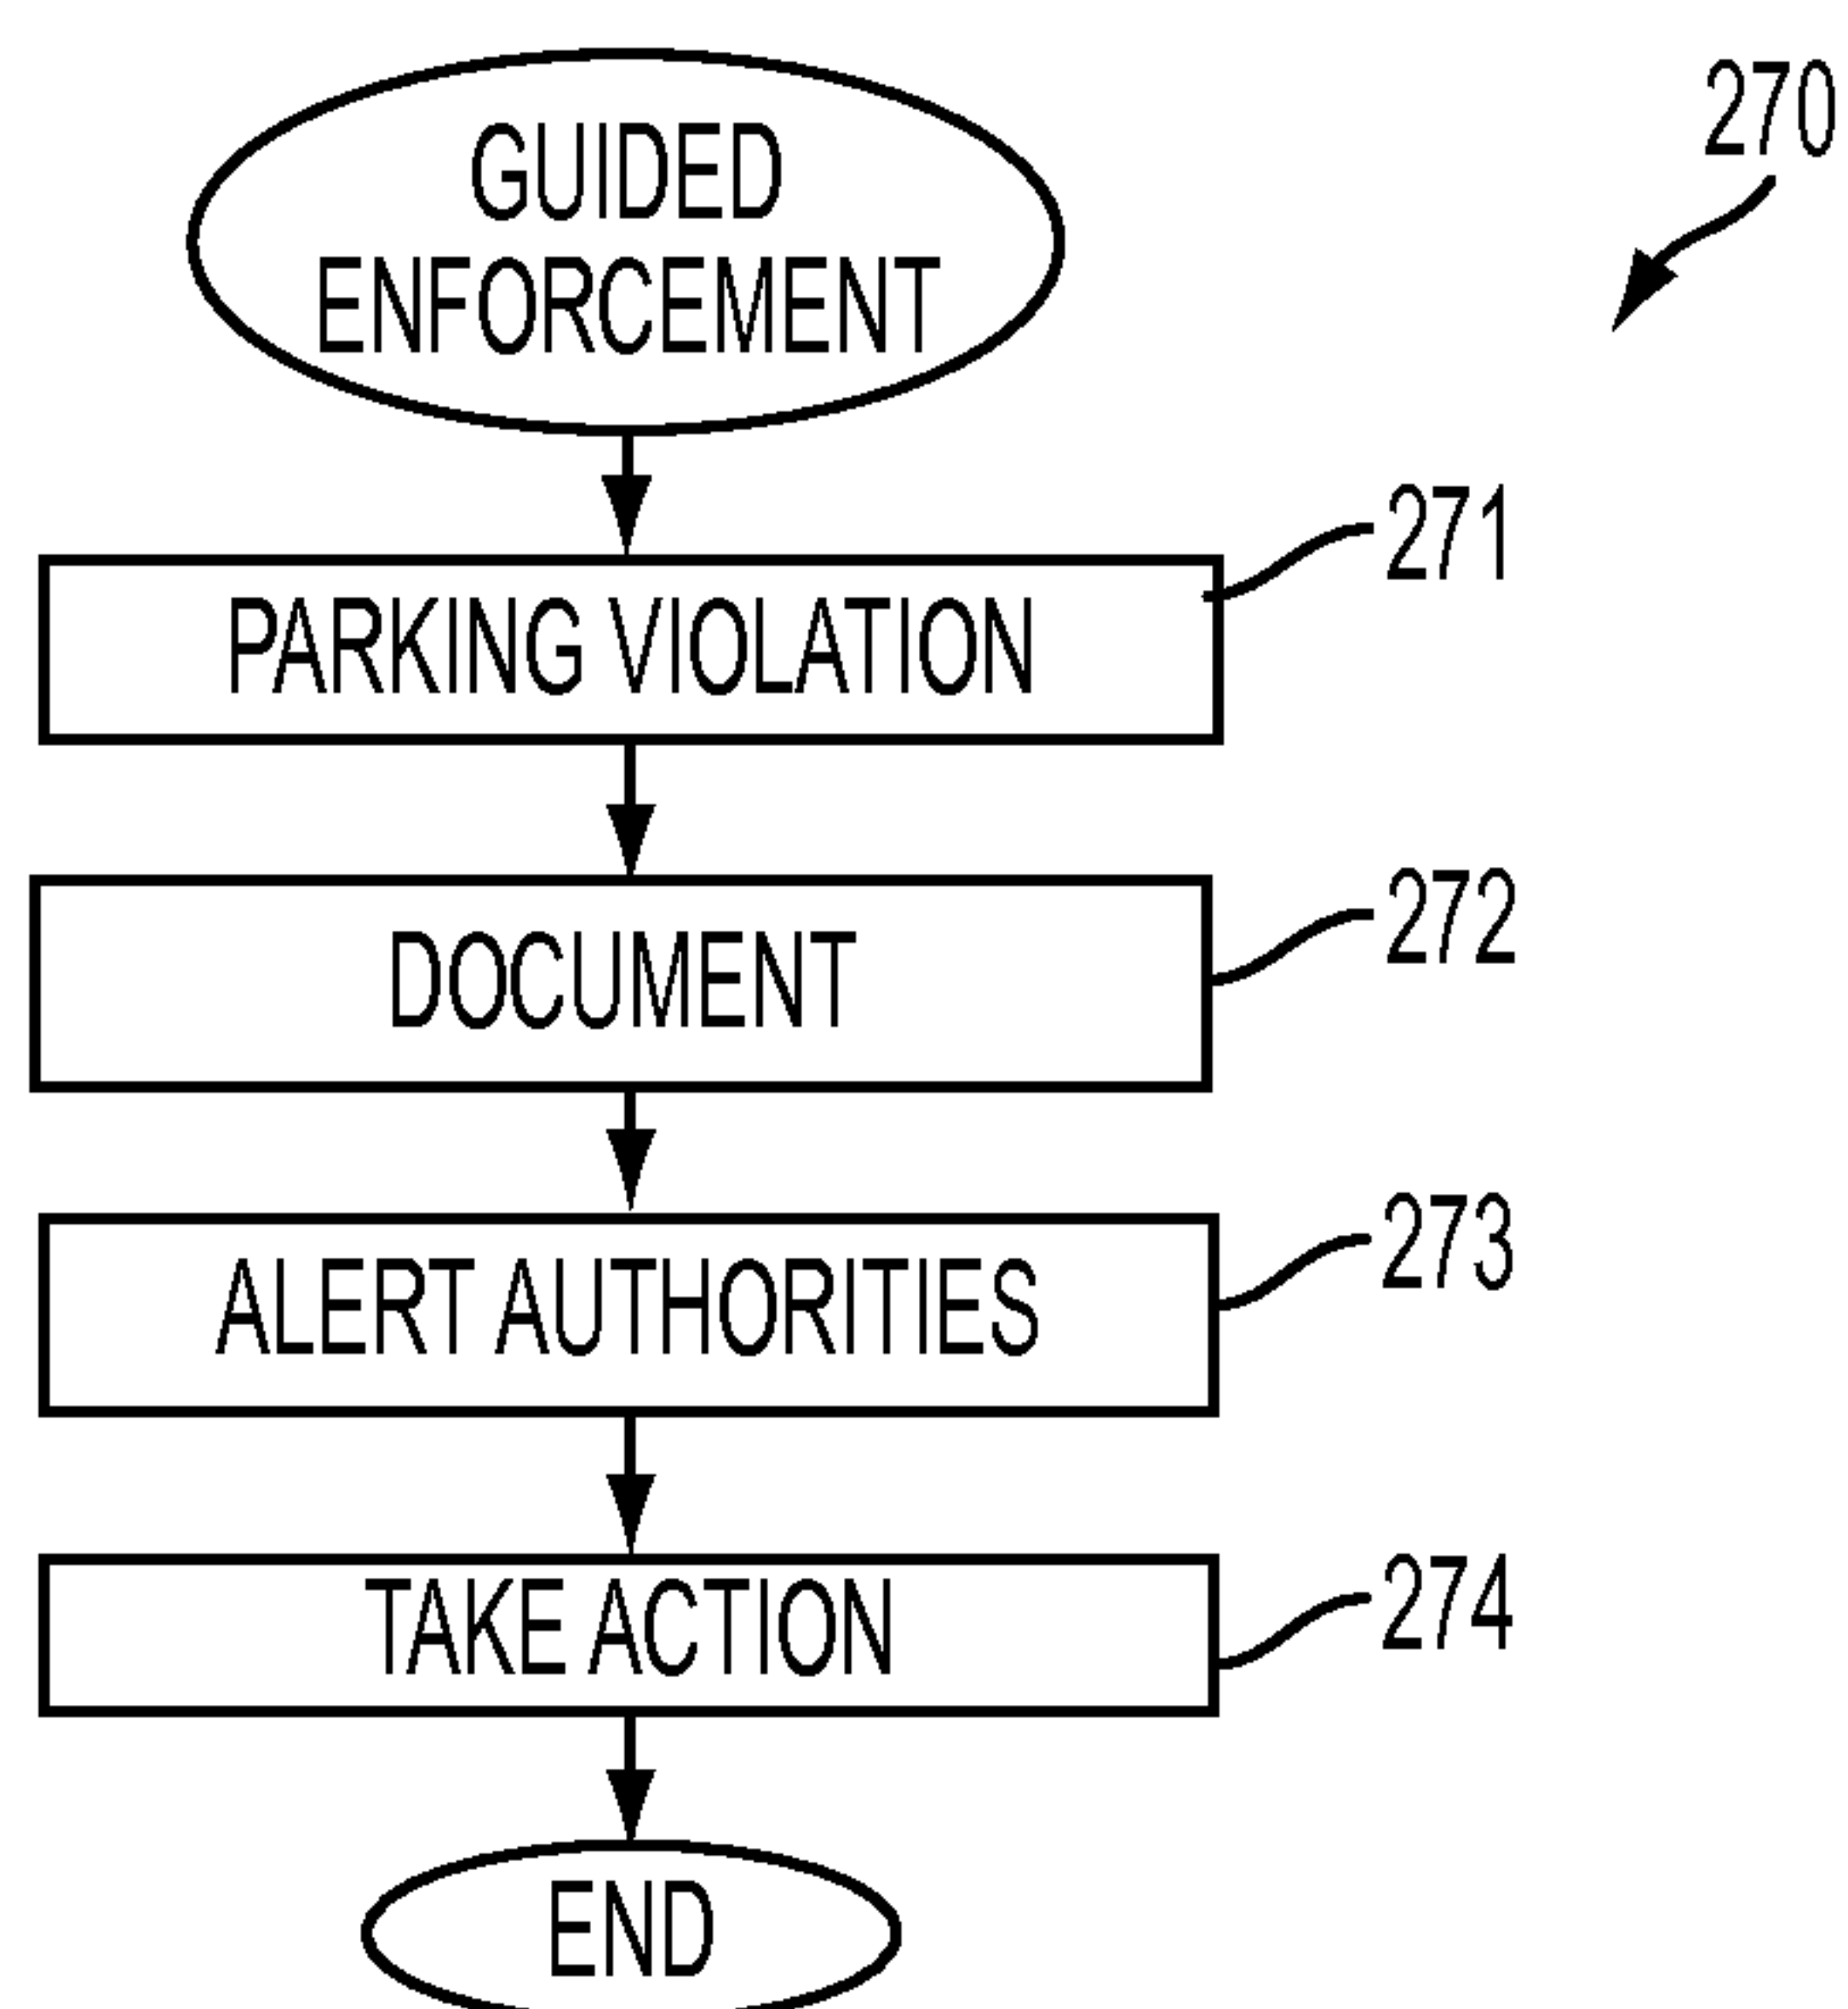 GUIDED
ENFORCEMENT
270
PARKING VIOLATION
271
DOCUMENT
272
ALERT AUTHORITIES
273
TAKE ACTION
274
END